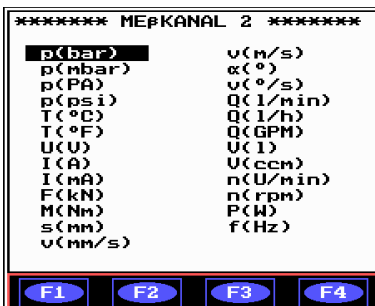 ******* MEβKANAL 2 *******
p(bar)
p(mbar)
p(PA)
p(psi)
T(°C)
T(°F)
U(V)
I(A)
I(mA)
F(kN)
M(Nm)
s(mm)
v(mm/s)
v(m/s)
α(°)
v(°/s)
Q(l/min)
Q(l/h)
Q(GPM)
V(l)
V(ccm)
n(U/min)
n(rpm)
P(W)
f(Hz)
F1 F2 F3 F4